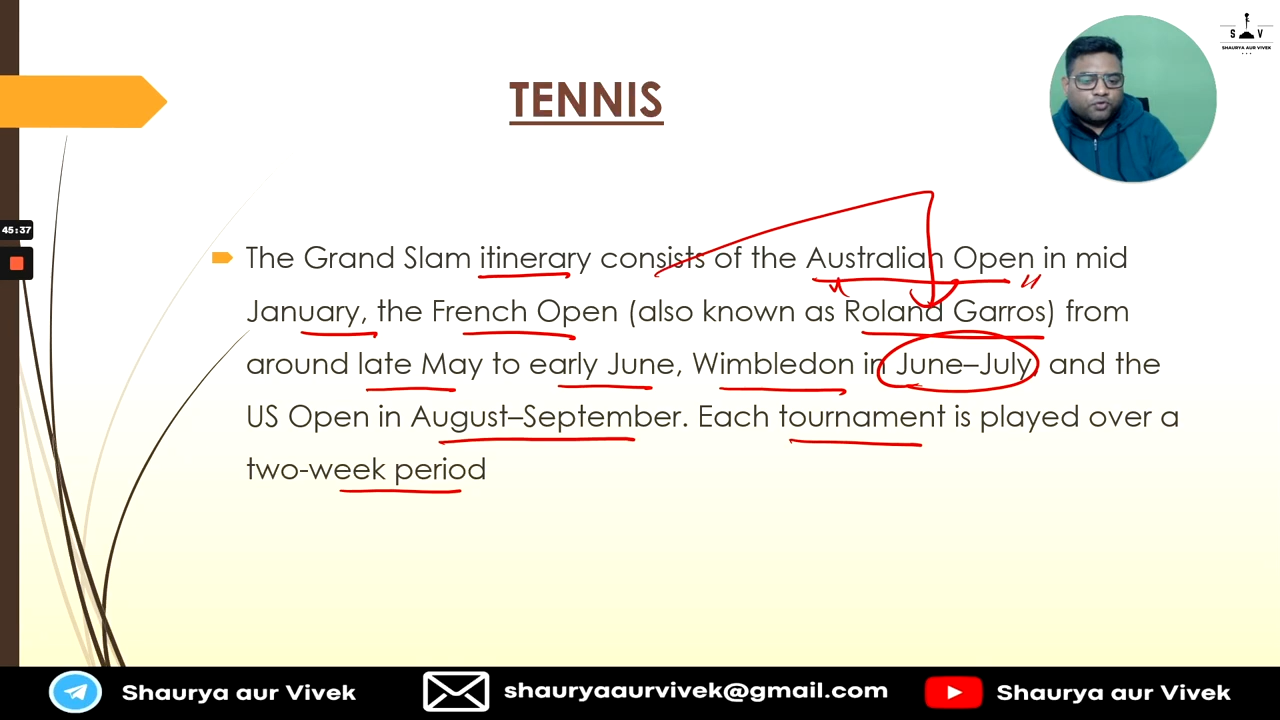 S V
SHAURYA AUR VIVEK
TENNIS
45:37
The Grand Slam itinerary consists of the Australian Open in mid
January, the French Open (also known as Roland Garros) from
around late May to early June, Wimbledon in June–July, and the
US Open in August–September. Each tournament is played over a
two-week period
Shaurya aur Vivek
shauryaaurvivek@gmail.com
Shaurya aur Vivek